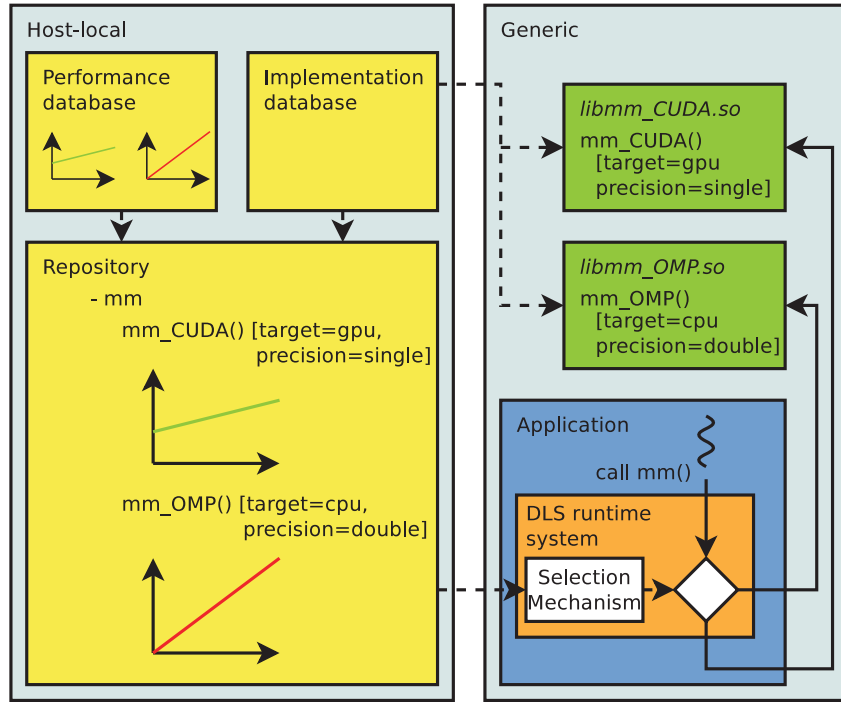 Host-local
Performance
database
Implementation
database
Repository
- mm
mm_CUDA() [target=gpu,
precision=single]
mm_OMP() [target=cpu,
precision=double]
Generic
libmm_CUDA.so
mm_CUDA()
[target=gpu
precision=single]
libmm_OMP.so
mm_OMP()
[target=cpu
precision=double]
Application
call mm()
DLS runtime
system
Selection
Mechanism